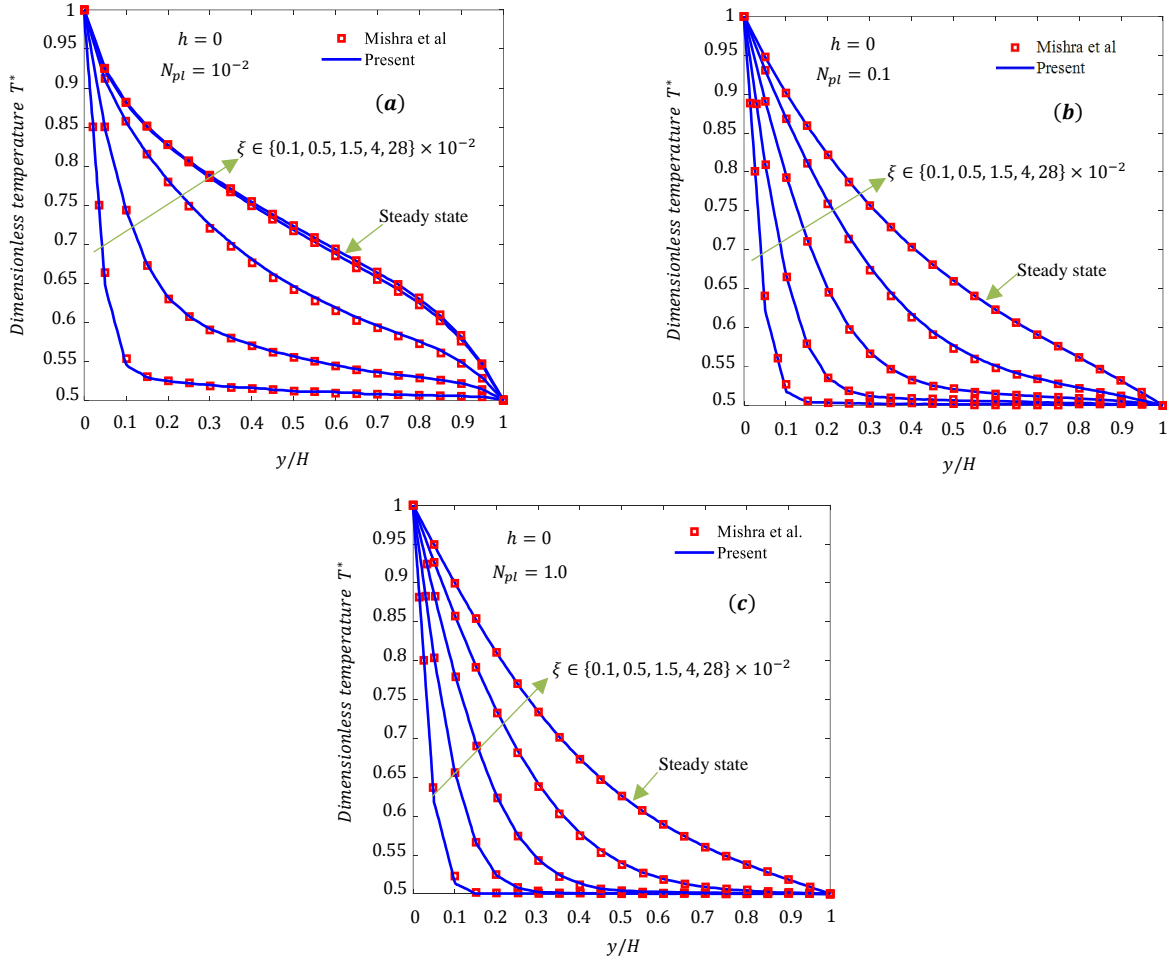 h = 0
Mishra et al
N_{pl} = 10^{-2}
Present
(a)
ξ ∈ {0.1, 0.5, 1.5, 4, 28} × 10^{-2}
Steady state
Dimensionless temperature T*
1
0.95
0.9
0.85
0.8
0.75
0.7
0.65
0.6
0.55
0.5
0 0.1 0.2 0.3 0.4 0.5 0.6 0.7 0.8 0.9 1
y/H
h = 0
Mishra et al
N_{pl} = 0.1
Present
(b)
ξ ∈ {0.1, 0.5, 1.5, 4, 28} × 10^{-2}
Steady state
Dimensionless temperature T*
1
0.95
0.9
0.85
0.8
0.75
0.7
0.65
0.6
0.55
0.5
0 0.1 0.2 0.3 0.4 0.5 0.6 0.7 0.8 0.9 1
y/H
h = 0
Mishra et al.
N_{pl} = 1.0
Present
(c)
ξ ∈ {0.1, 0.5, 1.5, 4, 28} × 10^{-2}
Steady state
Dimensionless temperature T*
1
0.95
0.9
0.85
0.8
0.75
0.7
0.65
0.6
0.55
0.5
0 0.1 0.2 0.3 0.4 0.5 0.6 0.7 0.8 0.9 1
y/H